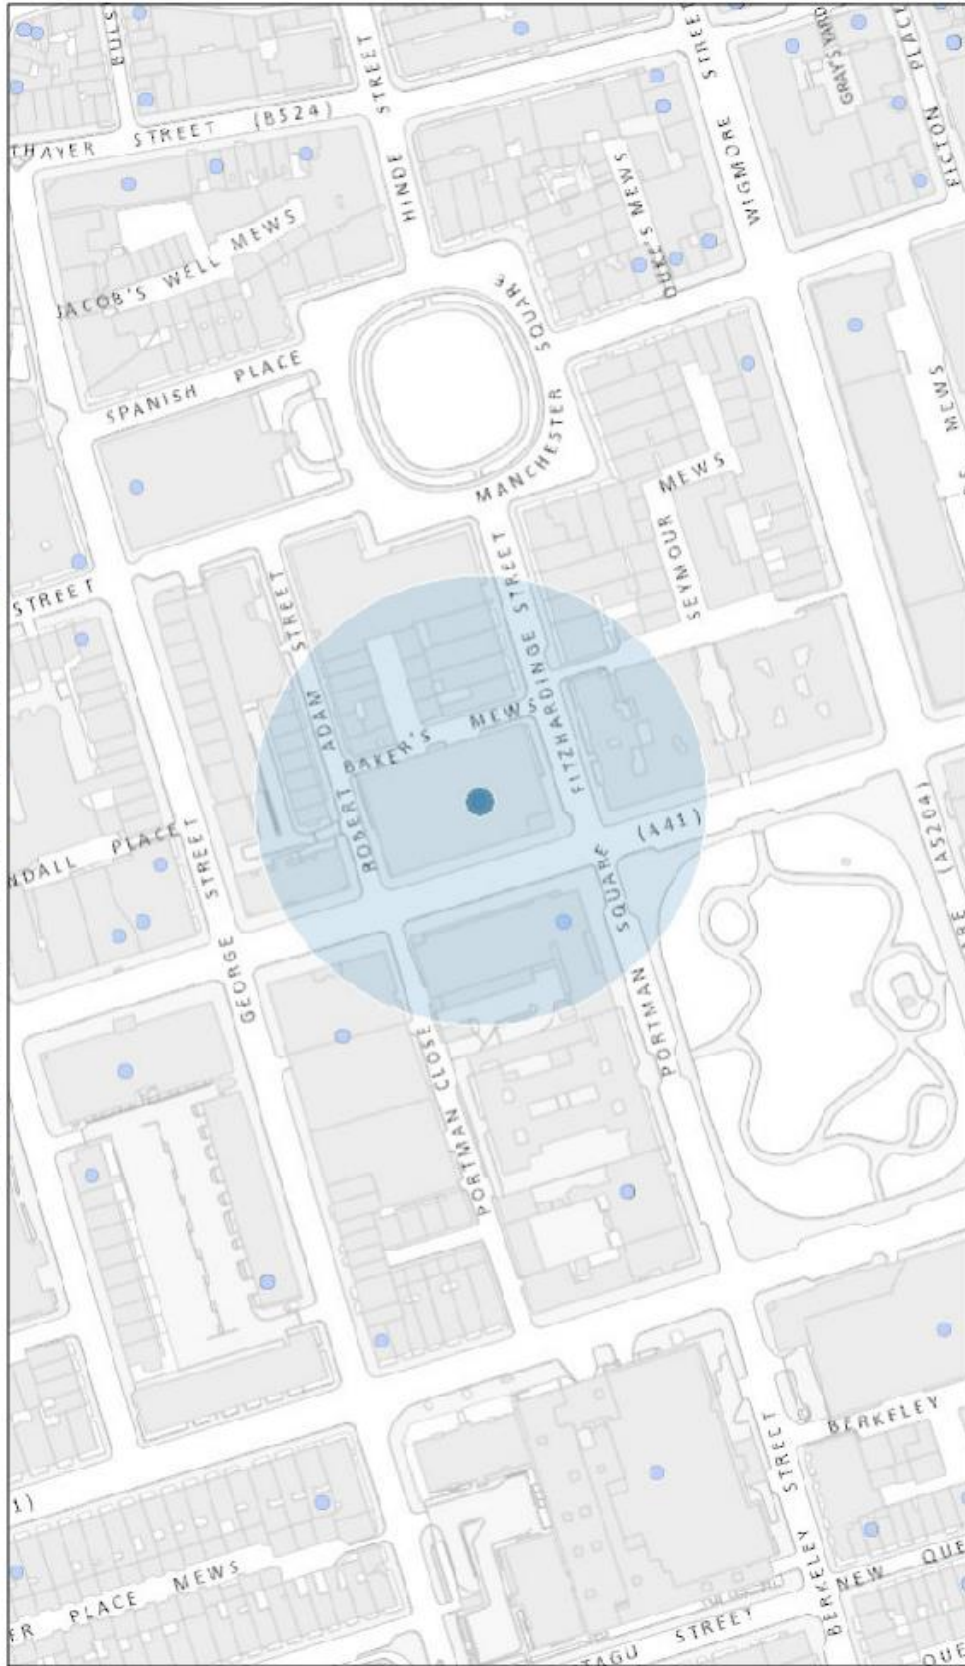 STREET
GRAY'S YARD
PLACE
THAYER STREET (B524)
STREET
HINDE
DUKE'S MEWS
WIGMORE
PICTON
JACOB'S WELL MEWS
SQUARE
SPANISH PLACE
MANCHESTER
MEWS
STREET
SEYMOUR MEWS
STREET
FITZHARDINGE STREET
ROBERT ADAM STREET
BAKER'S MEWS
(A41)
(A5204)
PLACE
GEORGE STREET
PORTMAN SQUARE
PORTMAN CLOSE
BERKELEY
BERKELEY STREET
PLACE MEWS
NEW
STREET